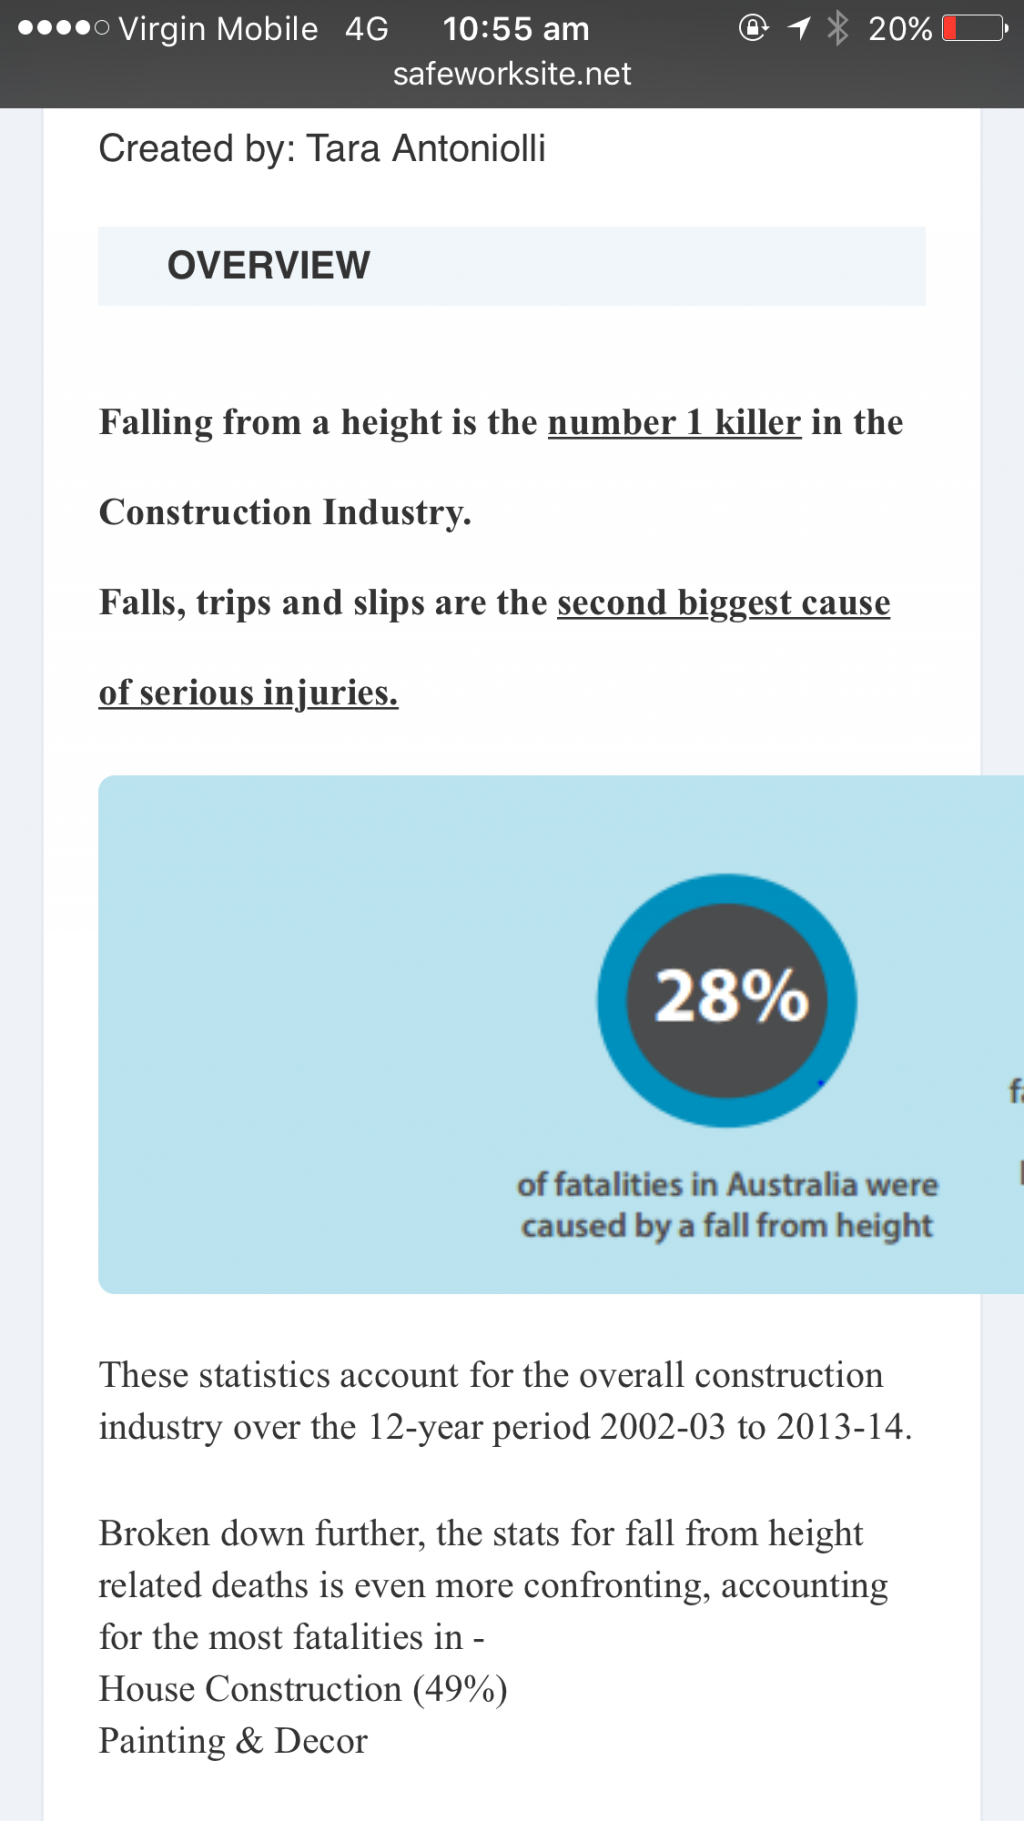 Virgin Mobile 4G 10:55 am 20%
safeworksite.net
Created by: Tara Antoniolli
OVERVIEW
Falling from a height is the number 1 killer in the
Construction Industry.
Falls, trips and slips are the second biggest cause
of serious injuries.
28%
of fatalities in Australia were
caused by a fall from height
These statistics account for the overall construction
industry over the 12-year period 2002-03 to 2013-14.
Broken down further, the stats for fall from height
related deaths is even more confronting, accounting
for the most fatalities in -
House Construction (49%)
Painting & Decor